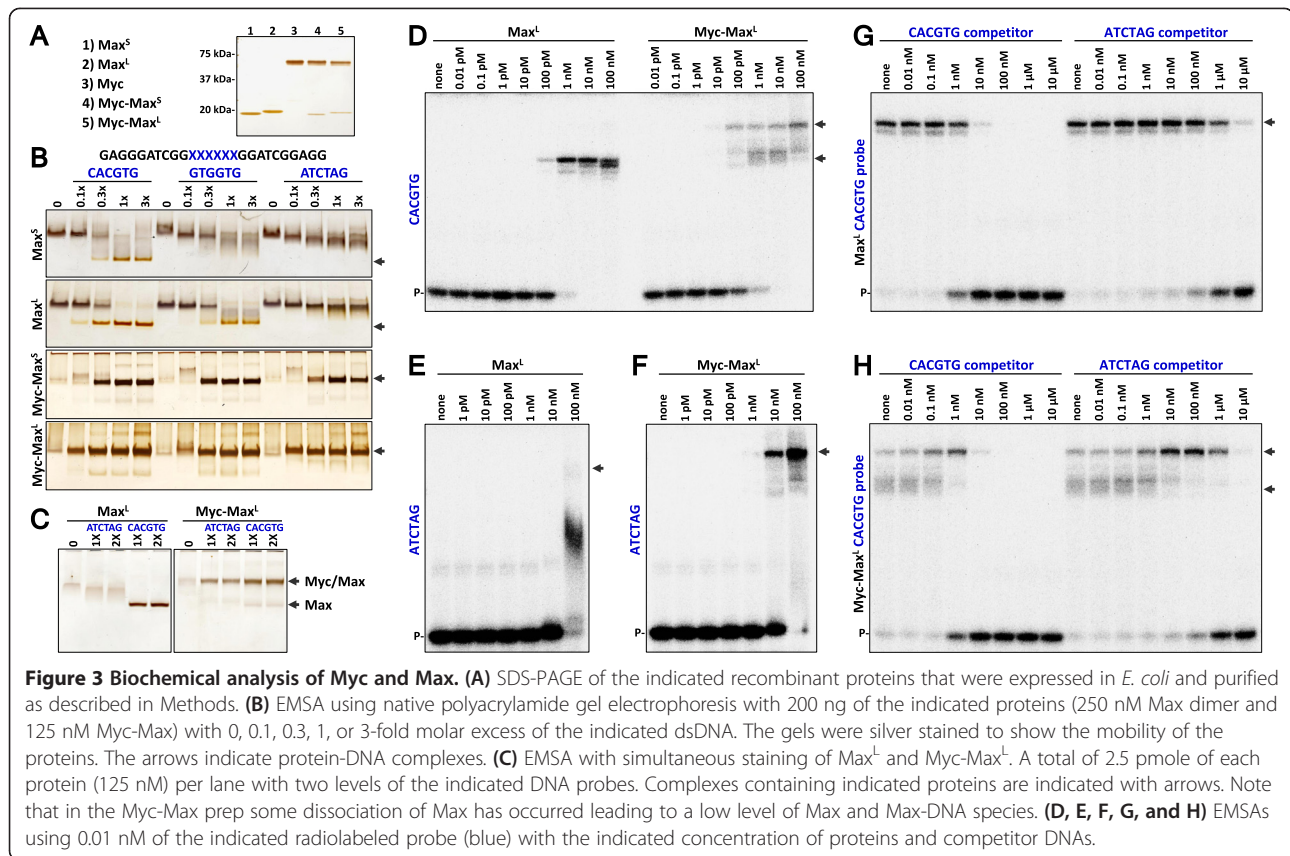 A
1 2 3 4 5
1) Max^S
2) Max^L
3) Myc
4) Myc-Max^S
5) Myc-Max^L
75 kDa-
37 kDa-
20 kDa-
B
GAGGGATCGGXXXXXXGGATCGGAGG
CACGTG GTGGTG ATCTAG
0 0.1x 0.3x 1x 3x 0 0.1x 0.3x 1x 3x 0 0.1x 0.3x 1x 3x
Max^S
Max^L
Myc-Max^S
Myc-Max^L
C
Max^L Myc-Max^L
ATCTAG CACGTG ATCTAG CACGTG
0 1X 2X 1X 2X 0 1X 2X 1X 2X
Myc/Max
Max
D
Max^L Myc-Max^L
none 0.01 pM 0.1 pM 1 pM 10 pM 100 pM 1 nM 10 nM 100 nM 0.01 pM 0.1 pM 1 pM 10 pM 100 pM 1 nM 10 nM 100 nM
CACGTG
P-
E
Max^L
none 1 pM 10 pM 100 pM 1 nM 10 nM 100 nM
ATCTAG
P-
F
Myc-Max^L
none 1 pM 10 pM 100 pM 1 nM 10 nM 100 nM
ATCTAG
G
CACGTG competitor ATCTAG competitor
none 0.01 nM 0.1 nM 1 nM 10 nM 100 nM 1 µM 10 µM none 0.01 nM 0.1 nM 1 nM 10 nM 100 nM 1 µM 10 µM
Max^L CACGTG probe
P-
H
CACGTG competitor ATCTAG competitor
none 0.01 nM 0.1 nM 1 nM 10 nM 100 nM 1 µM 10 µM none 0.01 nM 0.1 nM 1 nM 10 nM 100 nM 1 µM 10 µM
Myc-Max^L CACGTG probe
P-
Figure 3 Biochemical analysis of Myc and Max. (A) SDS-PAGE of the indicated recombinant proteins that were expressed in E. coli and purified
as described in Methods. (B) EMSA using native polyacrylamide gel electrophoresis with 200 ng of the indicated proteins (250 nM Max dimer and
125 nM Myc-Max) with 0, 0.1, 0.3, 1, or 3-fold molar excess of the indicated dsDNA. The gels were silver stained to show the mobility of the
proteins. The arrows indicate protein-DNA complexes. (C) EMSA with simultaneous staining of Max^L and Myc-Max^L. A total of 2.5 pmole of each
protein (125 nM) per lane with two levels of the indicated DNA probes. Complexes containing indicated proteins are indicated with arrows. Note
that in the Myc-Max prep some dissociation of Max has occurred leading to a low level of Max and Max-DNA species. (D, E, F, G, and H) EMSAs
using 0.01 nM of the indicated radiolabeled probe (blue) with the indicated concentration of proteins and competitor DNAs.